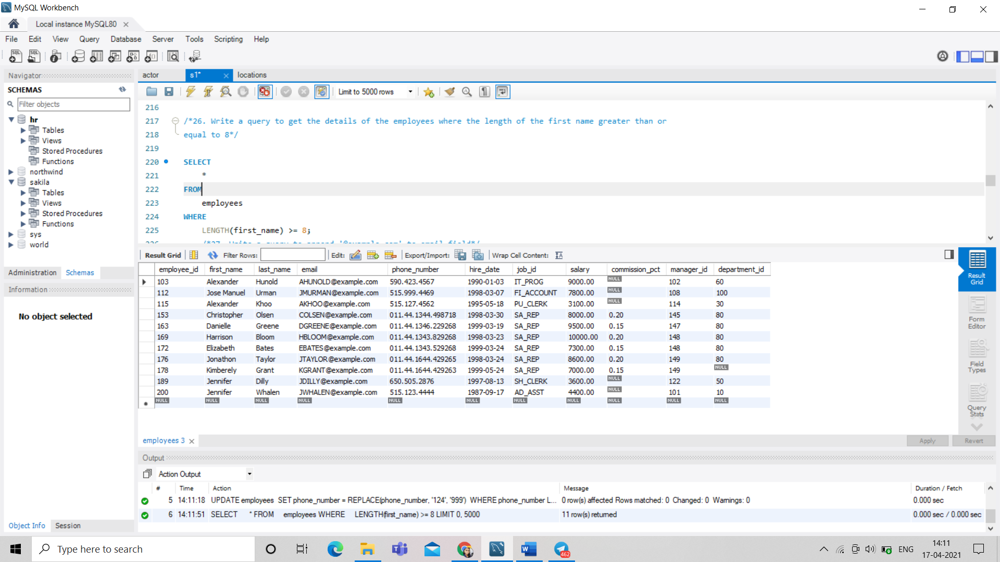 MySQL Workbench
Local instance MySQL80
File Edit View Query Database Server Tools Scripting Help
Navigator
SCHEMAS
Filter objects
hr
Tables
Views
Stored Procedures
Functions
northwind
sakila
Tables
Views
Stored Procedures
Functions
sys
world
Administration Schemas
Information
No object selected
Object Info Session
actor s1* locations
Limit to 5000 rows
216
217 /*26. Write a query to get the details of the employees where the length of the first name greater than or
218 equal to 8*/
219
220 SELECT
221 *
222 FROM
223 employees
224 WHERE
225 LENGTH(first_name) >= 8;
Result Grid Filter Rows: Edit: Export/Import: Wrap Cell Content:
employee_id first_name last_name email phone_number hire_date job_id salary commission_pct manager_id department_id
103 Alexander Hunold AHUNOLD@example.com 590.423.4567 1990-01-03 IT_PROG 9000.00 NULL 102 60
112 Jose Manuel Urman JMURMAN@example.com 515.999.4469 1998-03-07 FI_ACCOUNT 7800.00 NULL 108 100
115 Alexander Khoo AKHOO@example.com 515.127.4562 1995-05-18 PU_CLERK 3100.00 NULL 114 30
153 Christopher Olsen COLSEN@example.com 011.44.1344.498718 1998-03-30 SA_REP 8000.00 0.20 145 80
163 Danielle Greene DGREENE@example.com 011.44.1346.229268 1999-03-19 SA_REP 9500.00 0.15 147 80
169 Harrison Bloom HBLOOM@example.com 011.44.1343.829268 1998-03-23 SA_REP 10000.00 0.20 148 80
172 Elizabeth Bates EBATES@example.com 011.44.1343.529268 1999-03-24 SA_REP 7300.00 0.15 148 80
176 Jonathon Taylor JTAYLOR@example.com 011.44.1644.429265 1998-03-24 SA_REP 8600.00 0.20 149 80
178 Kimberely Grant KGRANT@example.com 011.44.1644.429263 1999-05-24 SA_REP 7000.00 0.15 149 NULL
189 Jennifer Dilly JDILLY@example.com 650.505.2876 1997-08-13 SH_CLERK 3600.00 NULL 122 50
200 Jennifer Whalen JWHALEN@example.com 515.123.4444 1987-09-17 AD_ASST 4400.00 NULL 101 10
NULL NULL NULL NULL NULL NULL NULL NULL NULL NULL NULL
Result
Grid
Form
Editor
Field
Types
Query
Stats
employees 3
Apply Revert
Output
Action Output
# Time Action Message Duration / Fetch
5 14:11:18 UPDATE employees SET phone_number = REPLACE(phone_number, '124', '999') WHERE phone_number L... 0 row(s) affected Rows matched: 0 Changed: 0 Warnings: 0 0.000 sec
6 14:11:51 SELECT * FROM employees WHERE LENGTH(first_name) >= 8 LIMIT 0, 5000 11 row(s) returned 0.000 sec / 0.000 sec
Type here to search
462
ENG
14:11
17-04-2021